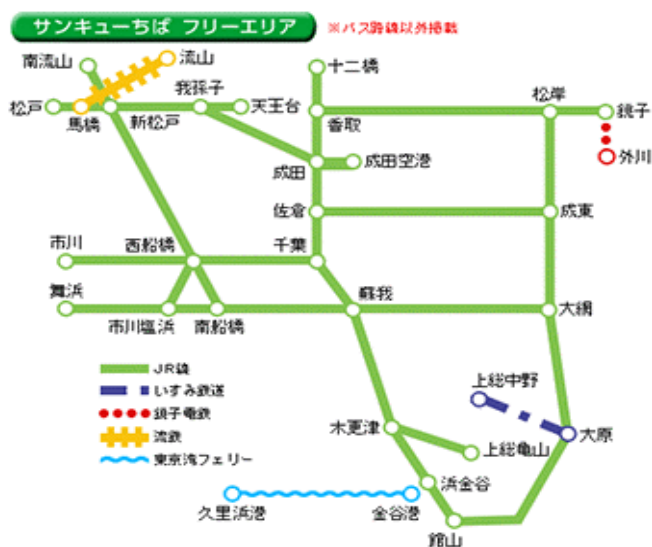 サンキューちば フリーエリア
※バス路線以外掲載
南流山
流山
十二橋
我孫子
松戸
馬橋
新松戸
天王台
香取
松岸
銚子
外川
成田
成田空港
佐倉
成東
市川
西船橋
千葉
舞浜
蘇我
市川塩浜
南船橋
大網
JR線
いすみ鉄道
銚子電鉄
流鉄
東京湾フェリー
上総中野
木更津
大原
上総亀山
浜金谷
久里浜港
金谷港
館山